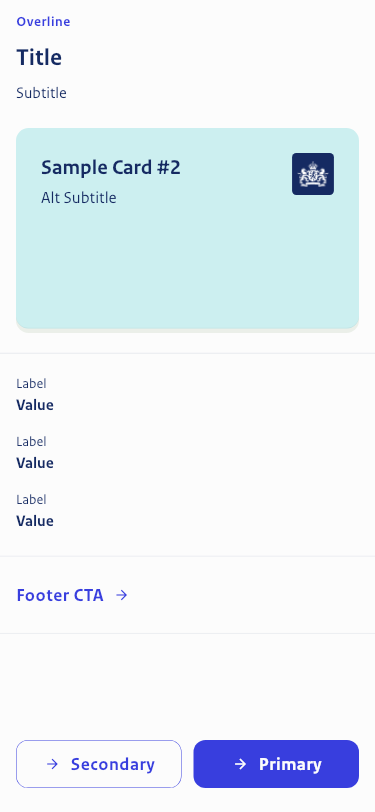 Overline
Title
Subtitle
Sample Card #2
Alt Subtitle
Label
Value
Label
Value
Label
Value
Footer CTA
Secondary
Primary